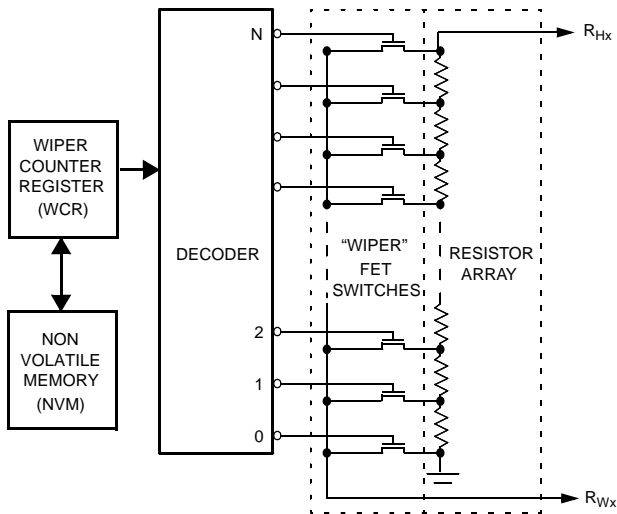 N
R_Hx
WIPER
COUNTER
REGISTER
(WCR)
DECODER
“WIPER”
FET
SWITCHES
RESISTOR
ARRAY
NON
VOLATILE
MEMORY
(NVM)
2
1
0
R_Wx